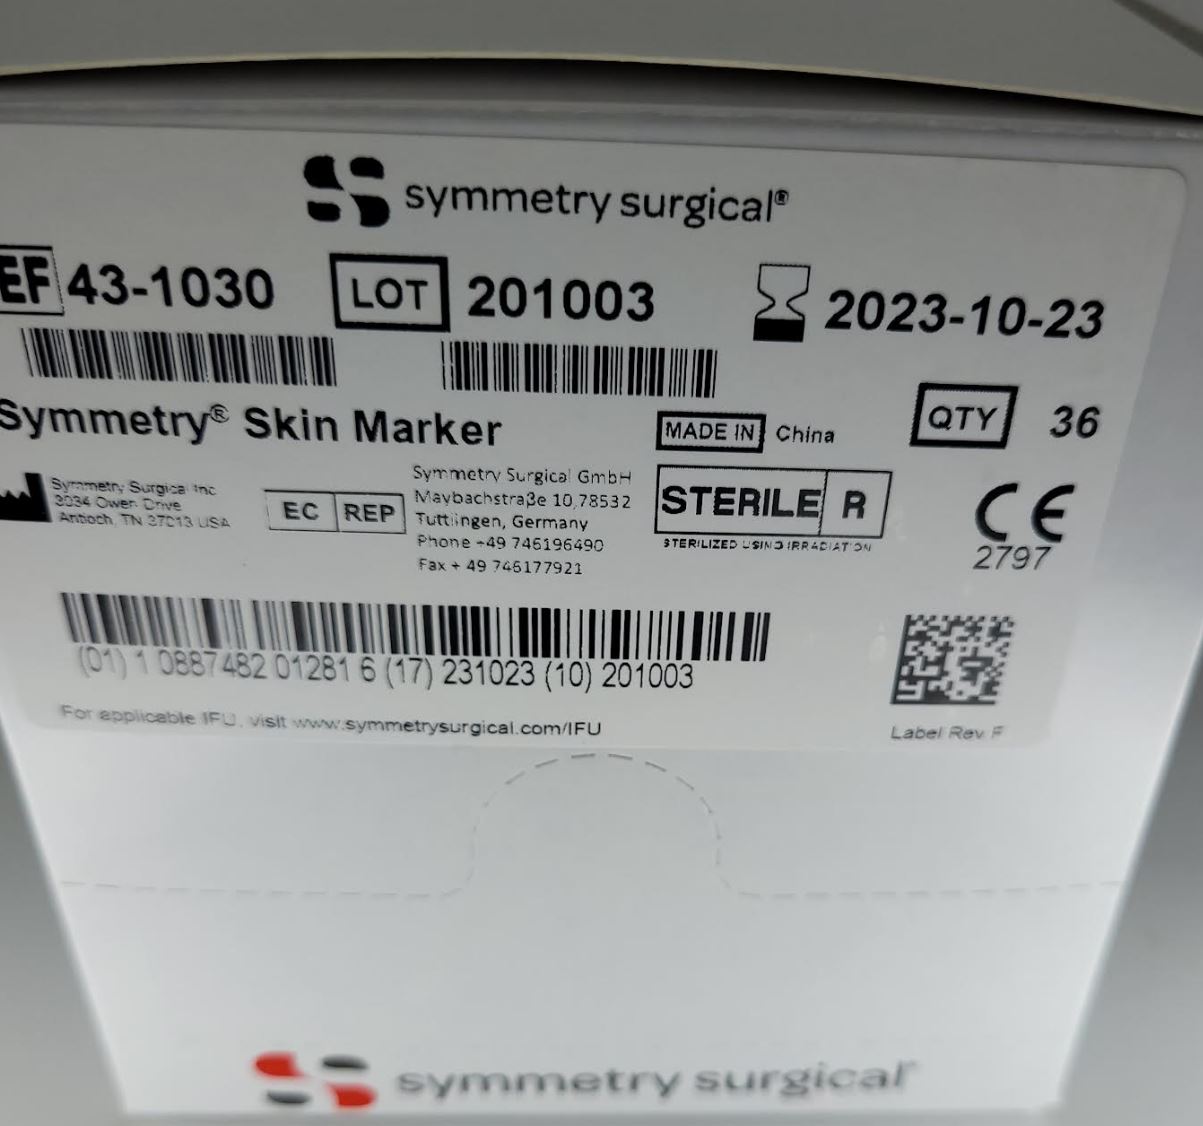 symmetry surgical®
EF 43-1030 LOT 201003 2023-10-23
Symmetry® Skin Marker
MADE IN China
QTY 36
Symmetry Surgical Inc
3034 Owen Drive
Antioch, TN 37013 USA
EC REP
Symmetry Surgical GmbH
Maybachstraβe 10,78532
Tuttlingen, Germany
Phone +49 746196490
Fax + 49 746177921
STERILE R
STERILIZED USING IRRADIATION
CE
2797
(01) 1 0887482 01281 6 (17) 231023 (10) 201003
For applicable IFU, visit www.symmetrysurgical.com/IFU
Label Rev F
symmetry surgical